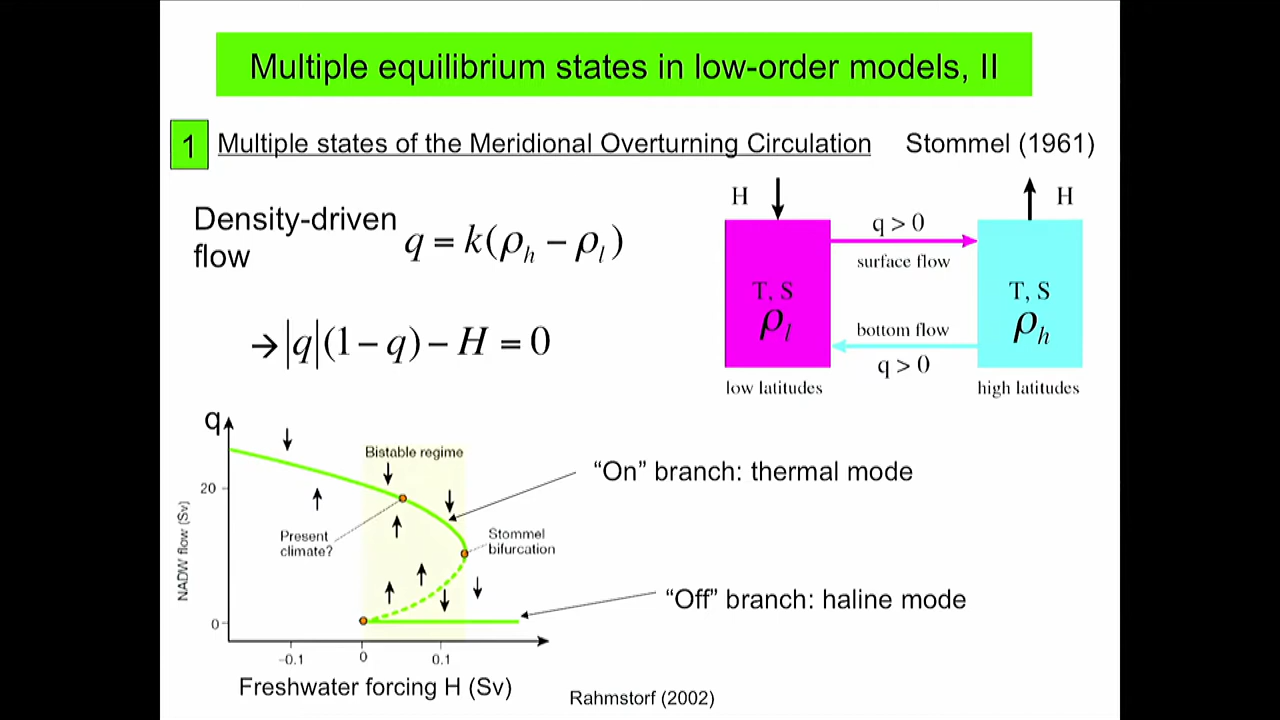 Multiple equilibrium states in low-order models, II
1 Multiple states of the Meridional Overturning Circulation Stommel (1961)
Density-driven
flow
q = k(ρh − ρl)
→|q|(1 − q) − H = 0
H H
q > 0
surface flow
T, S T, S
ρl ρh
bottom flow
q > 0
low latitudes high latitudes
q
Bistable regime
20
Present
climate?
Stommel
bifurcation
NADW flow (Sv)
0
-0.1 0 0.1
Freshwater forcing H (Sv)
"On" branch: thermal mode
"Off" branch: haline mode
Rahmstorf (2002)